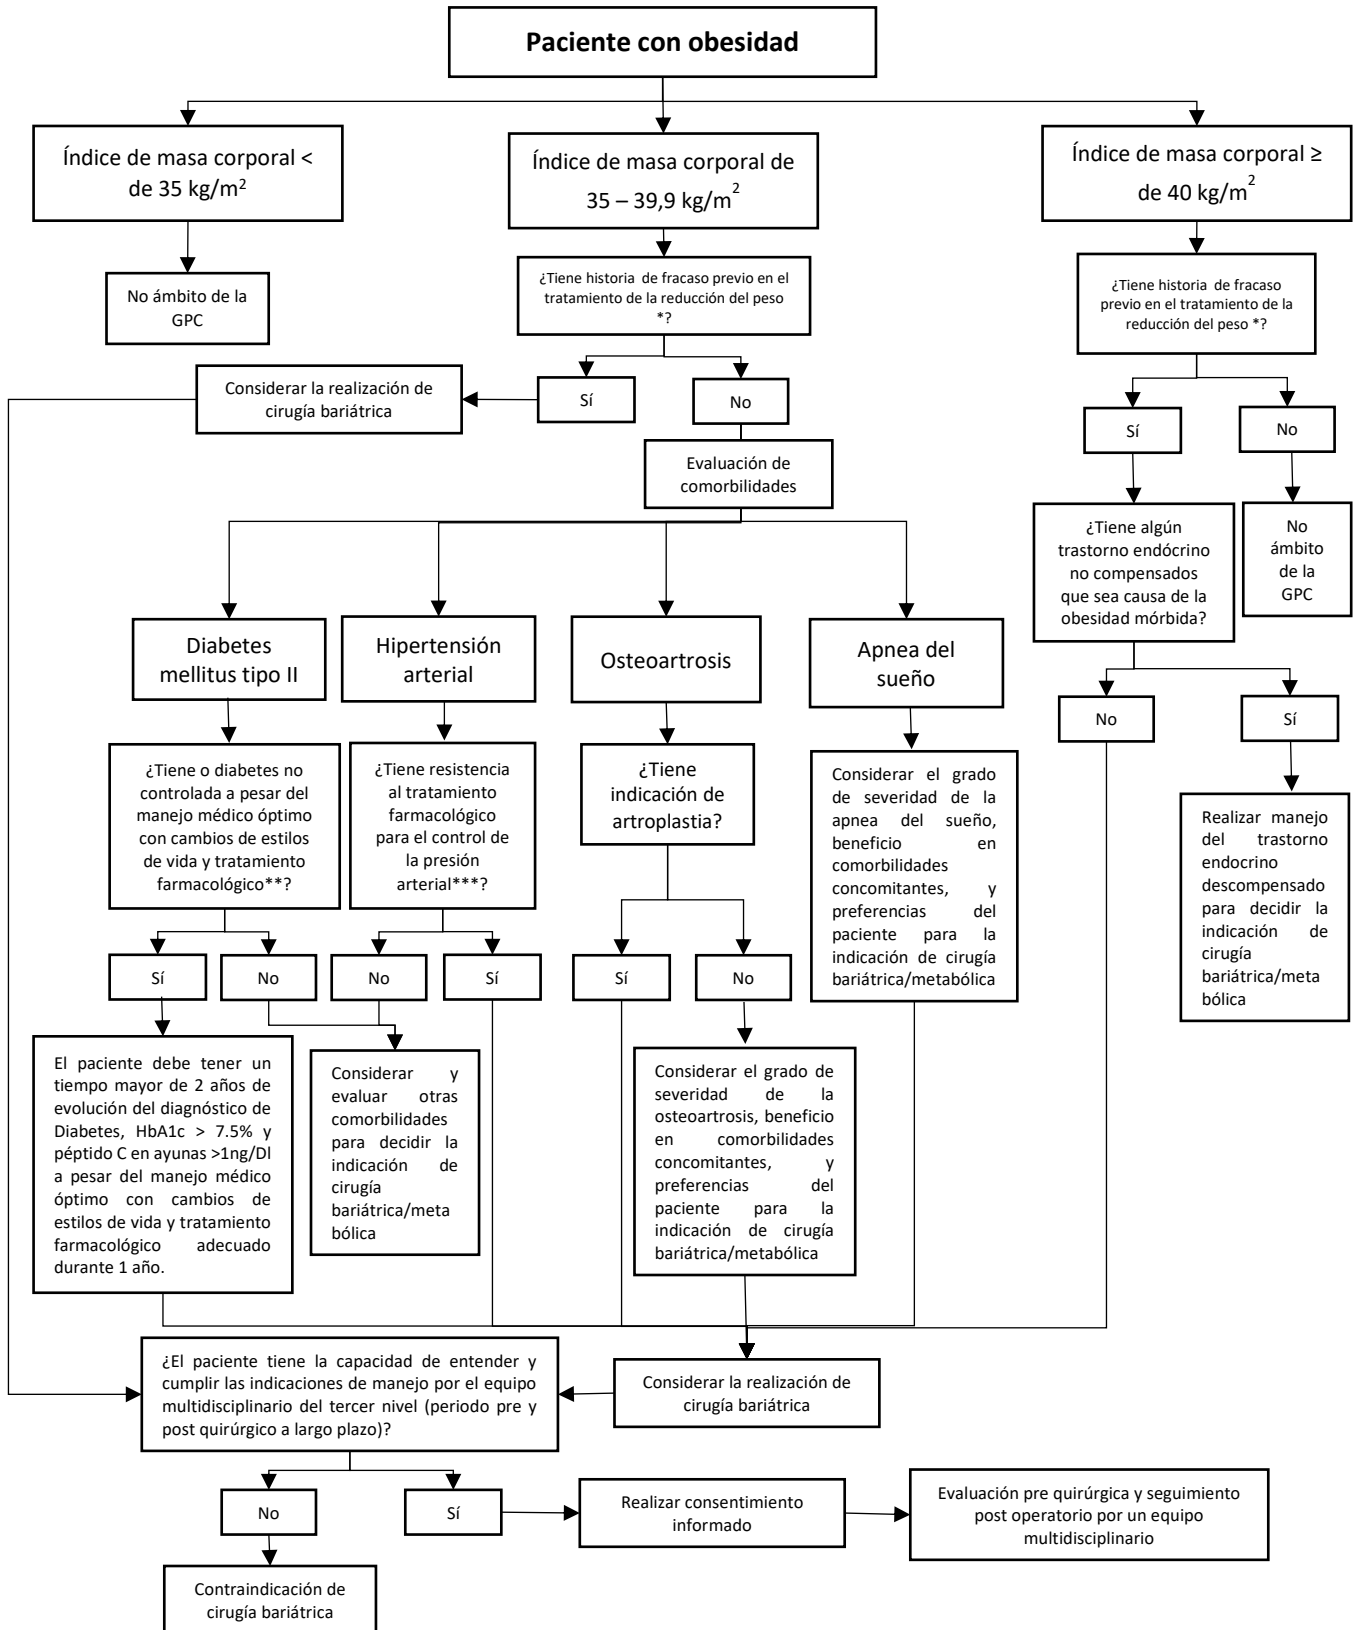 Paciente con obesidad
Índice de masa corporal <
de 35 kg/m²
Índice de masa corporal de
35 – 39,9 kg/m²
Índice de masa corporal ≥
de 40 kg/m²
No ámbito de la
GPC
¿Tiene historia de fracaso previo en el
tratamiento de la reducción del peso
*?
¿Tiene historia de fracaso
previo en el tratamiento de la
reducción del peso *?
Considerar la realización de
cirugía bariátrica
Sí
No
Sí
No
Evaluación de
comorbilidades
¿Tiene algún
trastorno endócrino
no compensados
que sea causa de la
obesidad mórbida?
No
ámbito
de la
GPC
Diabetes
mellitus tipo II
Hipertensión
arterial
Osteoartrosis
Apnea del
sueño
No
Sí
¿Tiene o diabetes no
controlada a pesar del
manejo médico óptimo
con cambios de estilos
de vida y tratamiento
farmacológico**?
¿Tiene resistencia
al tratamiento
farmacológico
para el control de
la presión
arterial***?
¿Tiene
indicación de
artroplastia?
Considerar el grado
de severidad de la
apnea del sueño,
beneficio en
comorbilidades
concomitantes, y
preferencias del
paciente para la
indicación de cirugía
bariátrica/metabólica
Realizar manejo
del trastorno
endocrino
descompensado
para decidir la
indicación de
cirugía
bariátrica/meta
bólica
Sí
No
No
Sí
Sí
No
El paciente debe tener un
tiempo mayor de 2 años de
evolución del diagnóstico de
Diabetes, HbA1c > 7.5% y
péptido C en ayunas >1ng/Dl
a pesar del manejo médico
óptimo con cambios de
estilos de vida y tratamiento
farmacológico adecuado
durante 1 año.
Considerar y
evaluar otras
comorbilidades
para decidir la
indicación de
cirugía
bariátrica/meta
bólica
Considerar el grado de
severidad de la
osteoartrosis, beneficio
en comorbilidades
concomitantes, y
preferencias del
paciente para la
indicación de cirugía
bariátrica/metabólica
¿El paciente tiene la capacidad de entender y
cumplir las indicaciones de manejo por el equipo
multidisciplinario del tercer nivel (periodo pre y
post quirúrgico a largo plazo)?
Considerar la realización de
cirugía bariátrica
No
Sí
Realizar consentimiento
informado
Evaluación pre quirúrgica y seguimiento
post operatorio por un equipo
multidisciplinario
Contraindicación de
cirugía bariátrica